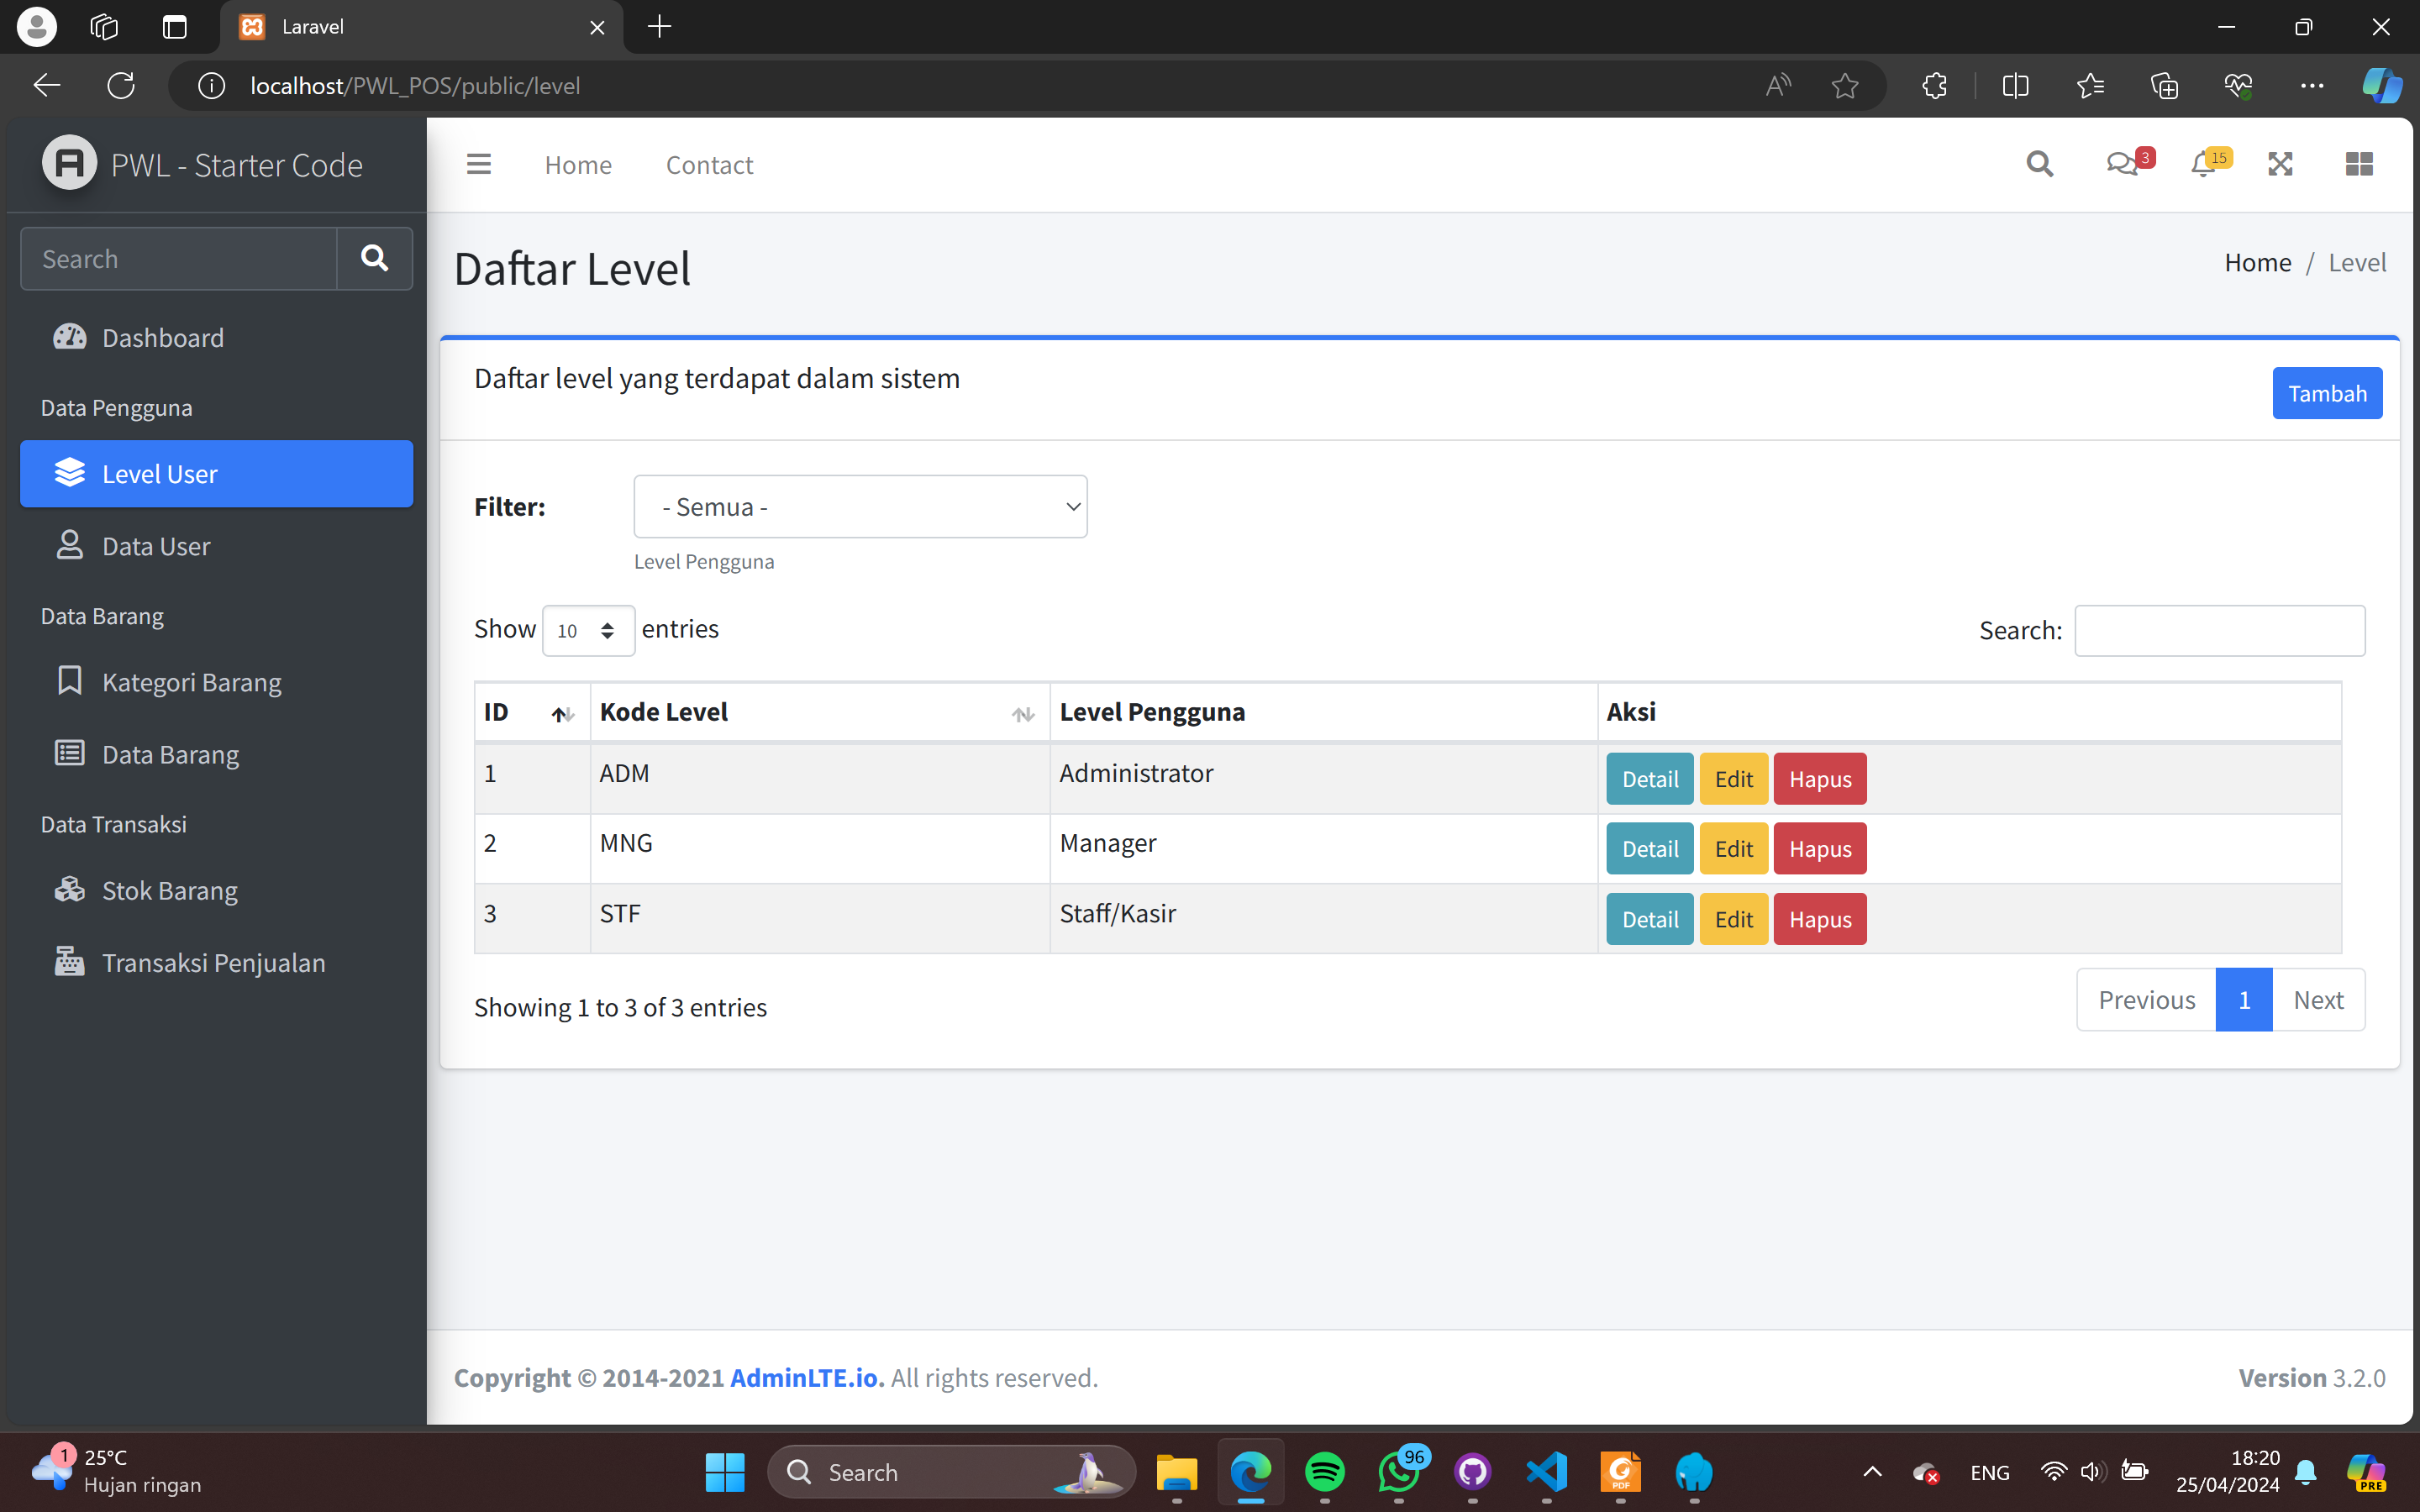 Laravel
localhost/PWL_POS/public/level
PWL - Starter Code
Home
Contact
3
15
Search
Daftar Level
Home / Level
Dashboard
Data Pengguna
Level User
Data User
Data Barang
Kategori Barang
Data Barang
Data Transaksi
Stok Barang
Transaksi Penjualan
Daftar level yang terdapat dalam sistem
Tambah
Filter:
- Semua -
Level Pengguna
Show 10 entries
Search:
ID Kode Level Level Pengguna Aksi
1 ADM Administrator Detail Edit Hapus
2 MNG Manager Detail Edit Hapus
3 STF Staff/Kasir Detail Edit Hapus
Showing 1 to 3 of 3 entries
Previous 1 Next
Copyright © 2014-2021 AdminLTE.io. All rights reserved.
Version 3.2.0
1
25°C
Hujan ringan
Search
96
PDF
ENG
18:20
25/04/2024
PRE